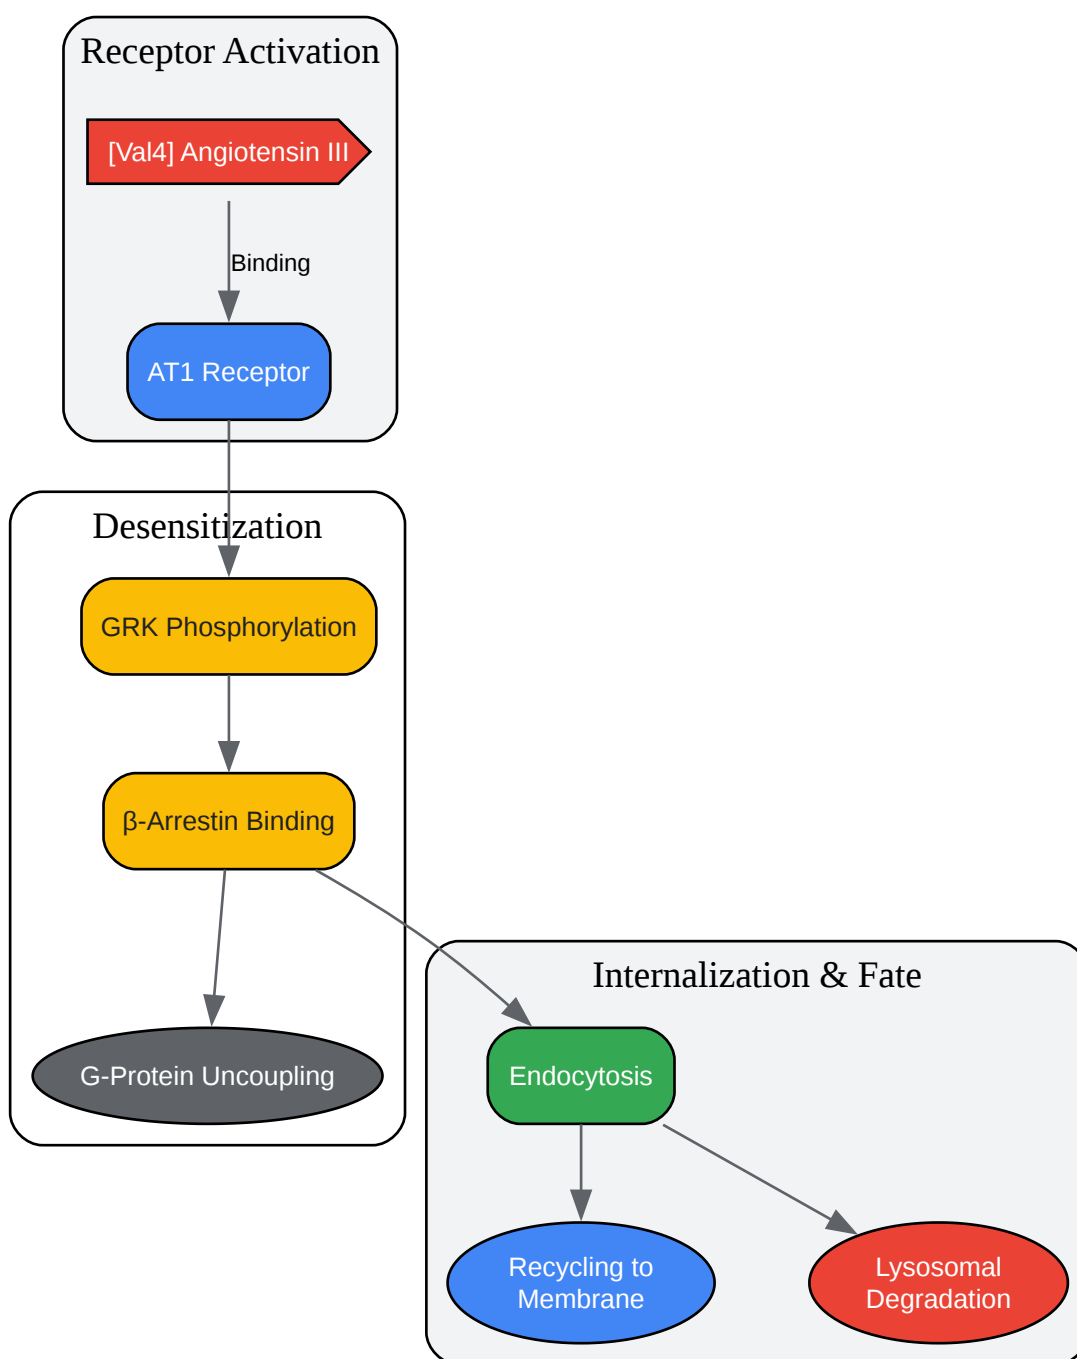 Receptor Activation
[Val4] Angiotensin III
Binding
AT1 Receptor
Desensitization
GRK Phosphorylation
β-Arrestin Binding
G-Protein Uncoupling
Internalization & Fate
Endocytosis
Recycling to
Membrane
Lysosomal
Degradation